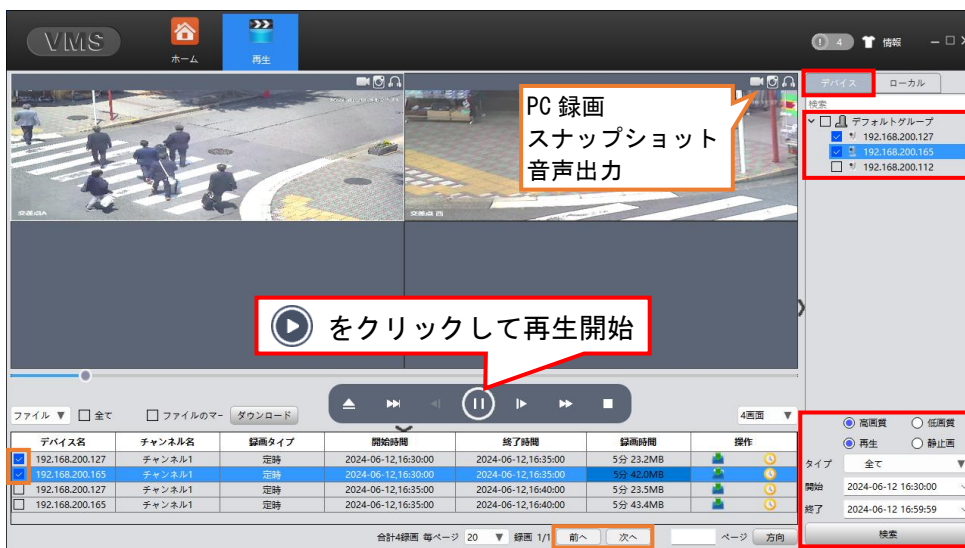 VMS
ホーム
再生
4
情報
PC 録画
スナップショット
音声出力
交差点A
交差点 西
をクリックして再生開始
デバイス
ローカル
検索
デフォルトグループ
192.168.200.127
192.168.200.165
192.168.200.112
ファイル ▼ 全て ファイルのマー ダウンロード 4画面 ▼
デバイス名 チャンネル名 録画タイプ 開始時間 終了時間 録画時間 操作
192.168.200.127 チャンネル1 定時 2024-06-12,16:30:00 2024-06-12,16:35:00 5分 23.2MB
192.168.200.165 チャンネル1 定時 2024-06-12,16:30:00 2024-06-12,16:35:00 5分 42.0MB
192.168.200.127 チャンネル1 定時 2024-06-12,16:35:00 2024-06-12,16:40:00 5分 23.5MB
192.168.200.165 チャンネル1 定時 2024-06-12,16:35:00 2024-06-12,16:40:00 5分 43.4MB
合計4録画 毎ページ 20 ▼ 録画 1/1 前へ 次へ ページ 方向
高画質 低画質
再生 静止画
タイプ 全て ▼
開始 2024-06-12 16:30:00
終了 2024-06-12 16:59:59
検索